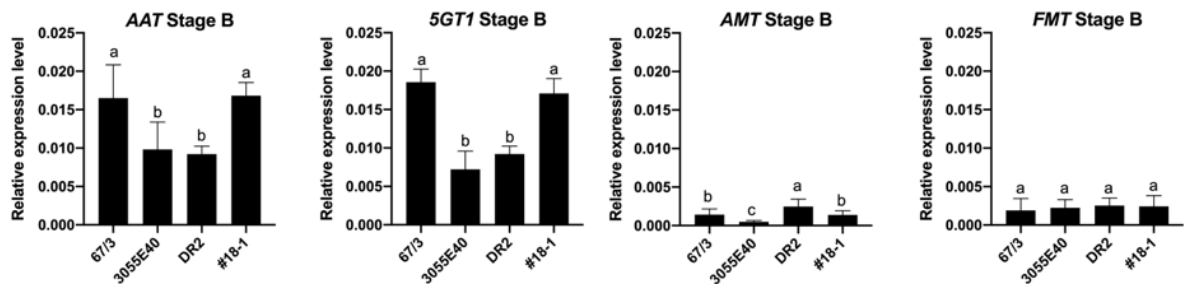 AAT Stage B
Relative expression level
0.025
0.020
0.015
0.010
0.005
0.000
a
b
b
a
67/3
3055E40
DR2
#18-1
5GT1 Stage B
Relative expression level
0.025
0.020
0.015
0.010
0.005
0.000
a
b
b
a
67/3
3055E40
DR2
#18-1
AMT Stage B
Relative expression level
0.025
0.020
0.015
0.010
0.005
0.000
b
c
a
b
67/3
3055E40
DR2
#18-1
FMT Stage B
Relative expression level
0.025
0.020
0.015
0.010
0.005
0.000
a
a
a
a
67/3
3055E40
DR2
#18-1